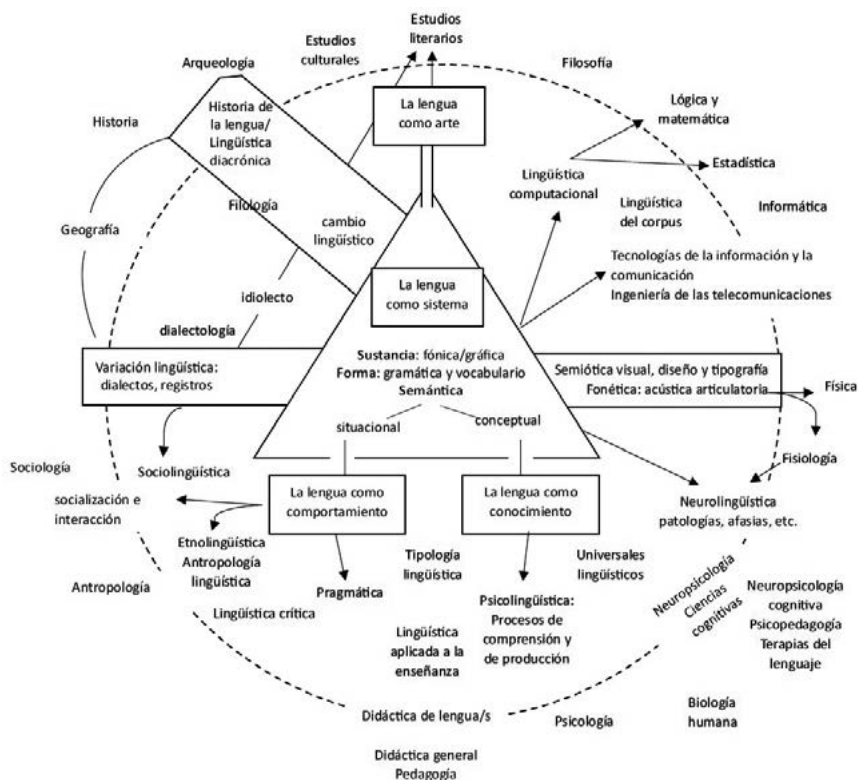 Estudios
literarios
Estudios
culturales
Arqueología
Filosofía
Historia de
la lengua/
Lingüística
diacrónica
La lengua
como arte
Lógica y
matemática
Historia
Estadística
Lingüística
computacional
Lingüística
del corpus
Informática
Filología
cambio
lingüístico
Geografía
Tecnologías de la información y la
comunicación
Ingeniería de las telecomunicaciones
La lengua
como sistema
idiolecto
dialectología
Variación lingüística:
dialectos, registros
Sustancia: fónica/gráfica
Forma: gramática y vocabulario
Semántica
situacional
conceptual
Semiótica visual, diseño y tipografía
Fonética: acústica articulatoria
Física
Fisiología
Sociología
Sociolingüística
socialización e
interacción
La lengua como
comportamiento
La lengua como
conocimiento
Neurolingüística
patologías, afasias, etc.
Etnolingüística
Antropología
lingüística
Tipología
lingüística
Universales
lingüísticos
Antropología
Pragmática
Lingüística crítica
Psicolingüística:
Procesos de
comprensión y
de producción
Neuropsicología
Ciencias
cognitivas
Neuropsicología
cognitiva
Psicopedagogía
Terapias del
lenguaje
Lingüística
aplicada a la
enseñanza
Didáctica de lengua/s
Psicología
Biología
humana
Didáctica general
Pedagogía